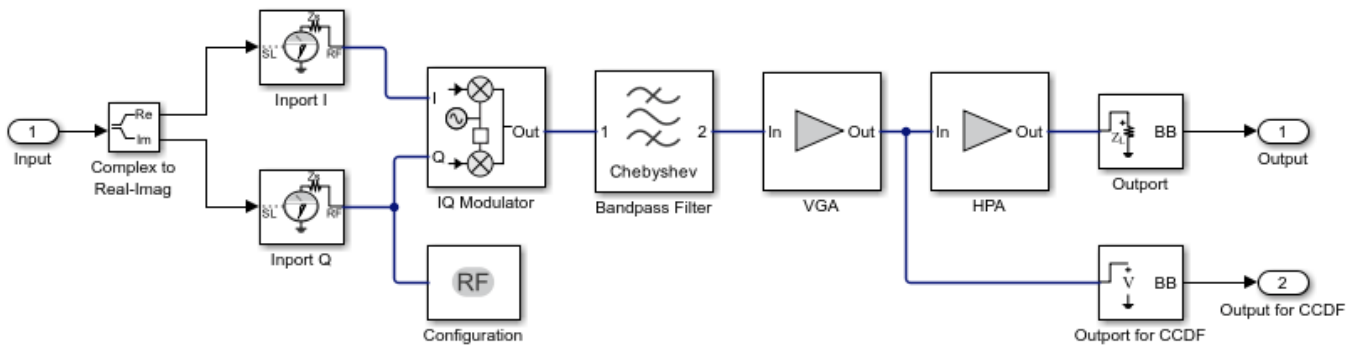 1
Input
Re
Im
Complex to
Real-Imag
SL
Zs
RF
Inport I
SL
Zs
RF
Inport Q
I
Q
Out
IQ Modulator
RF
Configuration
1
2
Chebyshev
Bandpass Filter
In
Out
VGA
In
Out
HPA
ZL
BB
Outport
1
Output
V
BB
Outport for CCDF
2
Output for CCDF